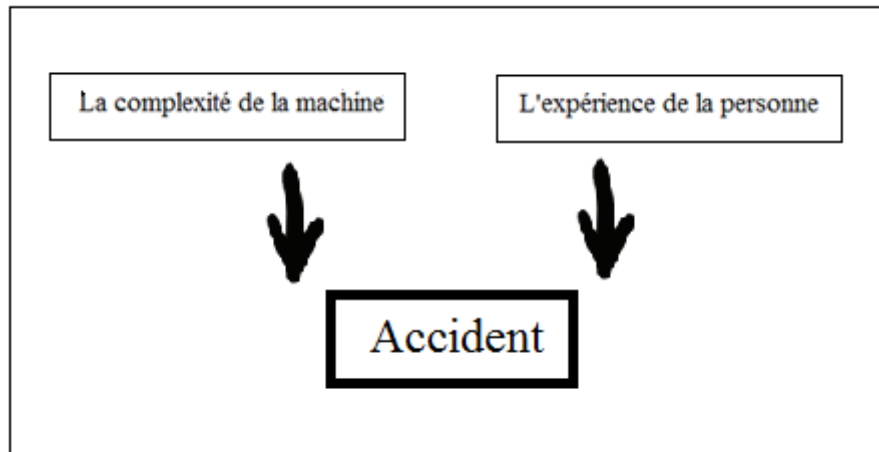 La complexité de la machine
L'expérience de la personne
Accident